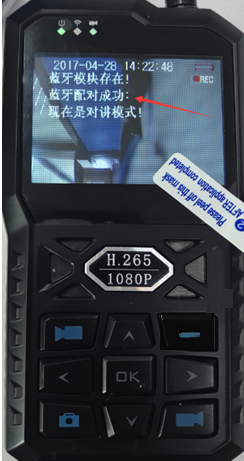 2017-04-28 14:22:48
蓝牙模块存在!
REC
蓝牙配对成功:
现在是对讲模式!
2
Please peel off this mask
AFTER application completed
H.265
1080P
OK